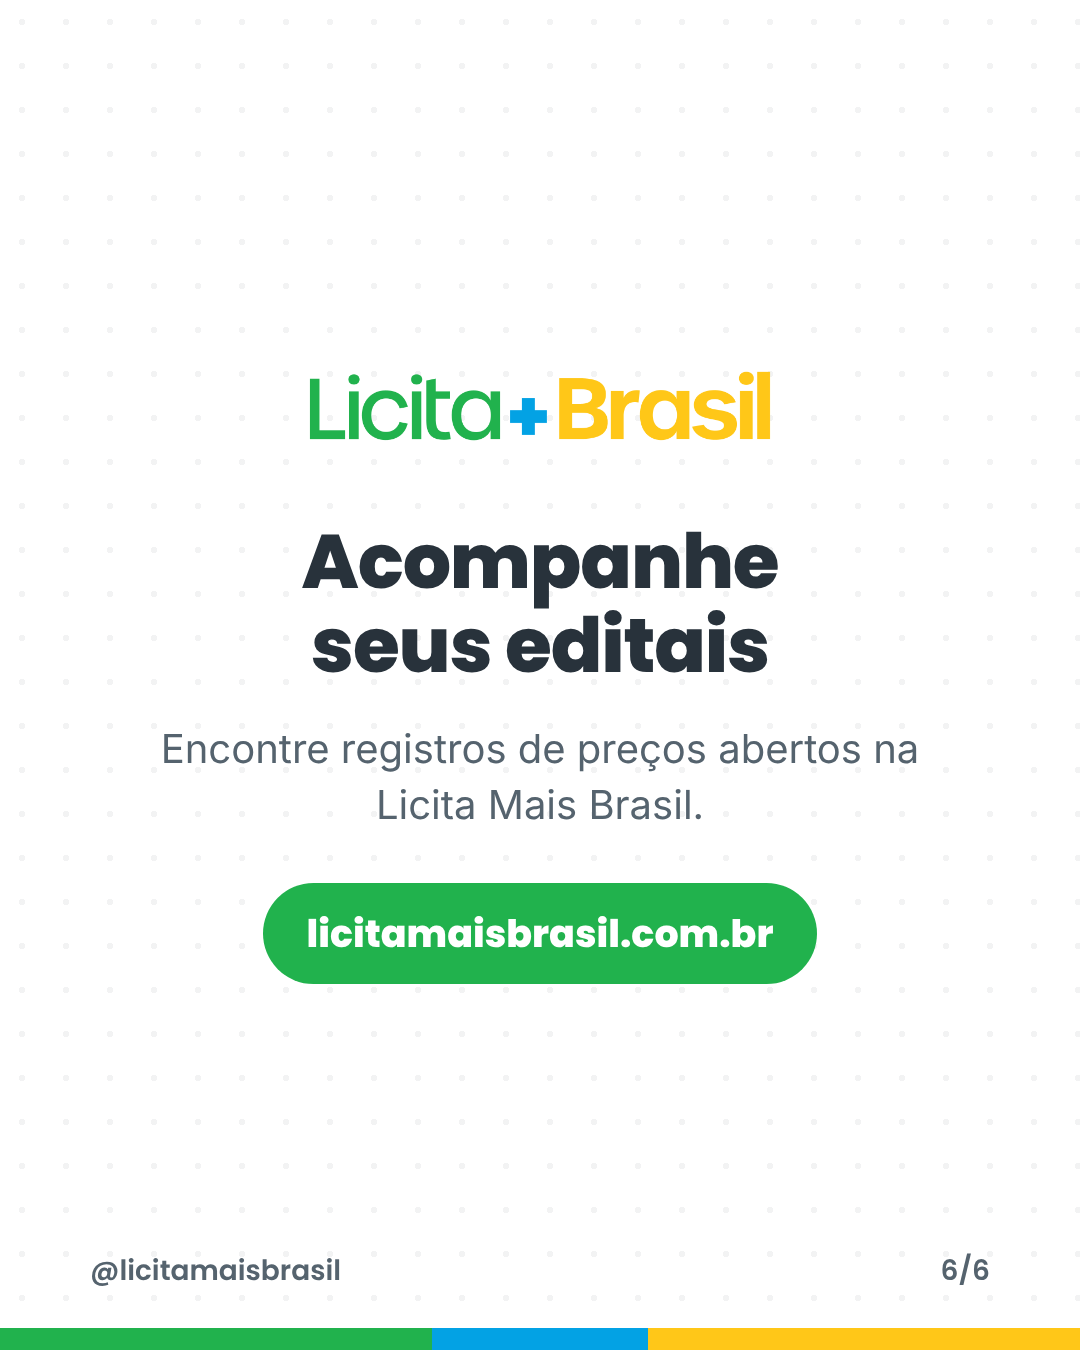 Licita+Brasil
Acompanhe
seus editais
Encontre registros de preços abertos na
Licita Mais Brasil.
licitamaisbrasil.com.br
@licitamaisbrasil
6/6